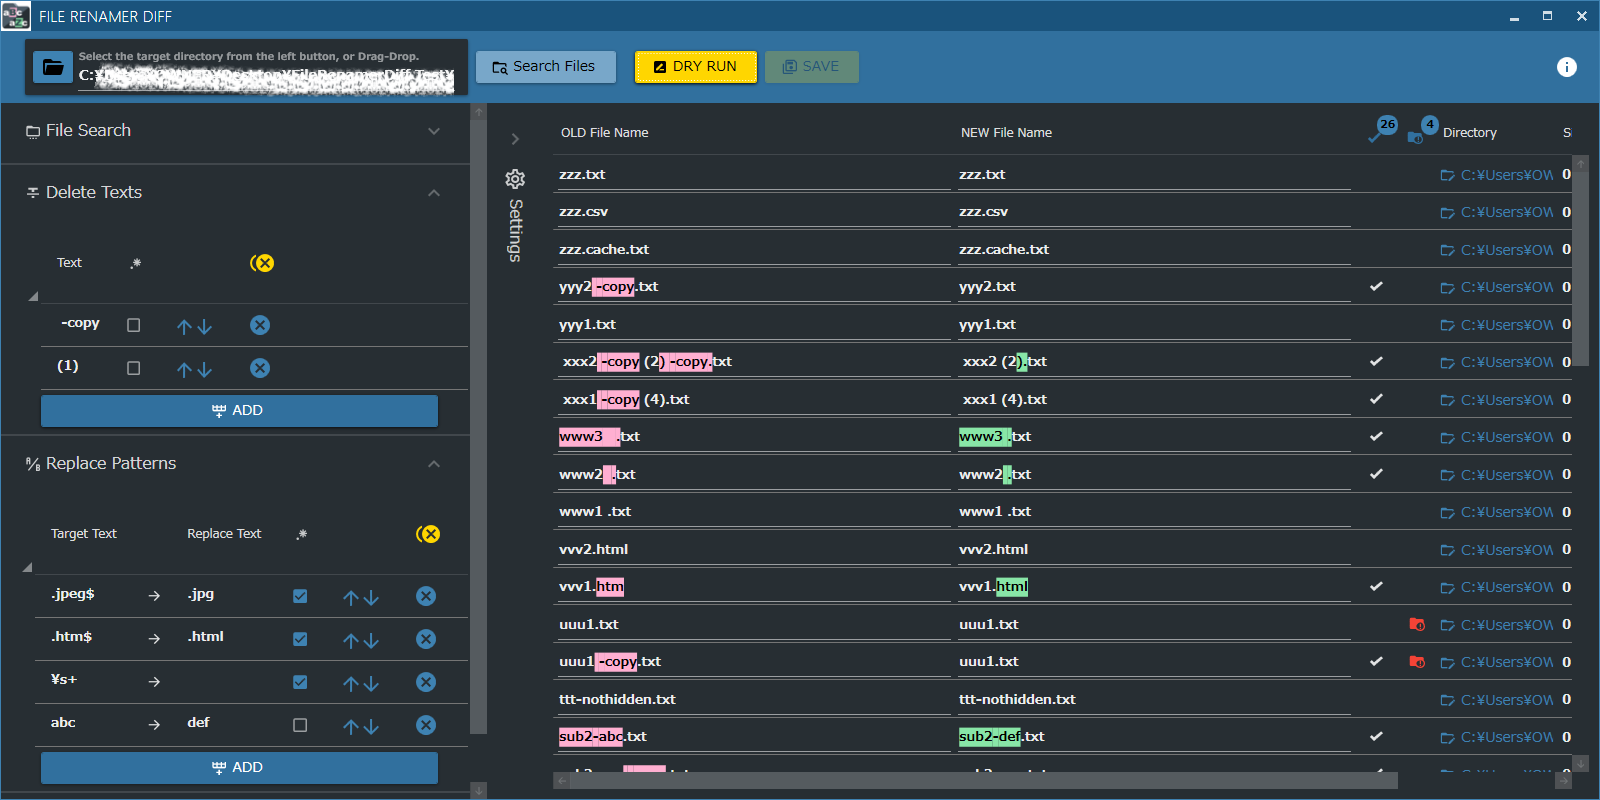 FILE RENAMER DIFF
Select the target directory from the left button, or Drag-Drop.
Search Files
DRY RUN
SAVE
File Search
Delete Texts
Text .*
-copy
(1)
ADD
Replace Patterns
Target Text Replace Text .*
.jpeg$ → .jpg
.htm$ → .html
¥s+ →
abc → def
ADD
Settings
OLD File Name NEW File Name 26 4 Directory
zzz.txt zzz.txt C:¥Users¥OW 0
zzz.csv zzz.csv C:¥Users¥OW 0
zzz.cache.txt zzz.cache.txt C:¥Users¥OW 0
yyy2 -copy.txt yyy2.txt C:¥Users¥OW 0
yyy1.txt yyy1.txt C:¥Users¥OW 0
xxx2 -copy (2) -copy.txt xxx2 (2).txt C:¥Users¥OW 0
xxx1 -copy (4).txt xxx1 (4).txt C:¥Users¥OW 0
www3   .txt www3 .txt C:¥Users¥OW 0
www2  .txt www2 .txt C:¥Users¥OW 0
www1 .txt www1 .txt C:¥Users¥OW 0
vvv2.html vvv2.html C:¥Users¥OW 0
vvv1.htm vvv1.html C:¥Users¥OW 0
uuu1.txt uuu1.txt C:¥Users¥OW 0
uuu1 -copy.txt uuu1.txt C:¥Users¥OW 0
ttt-nothidden.txt ttt-nothidden.txt C:¥Users¥OW 0
sub2-abc.txt sub2-def.txt C:¥Users¥OW 0